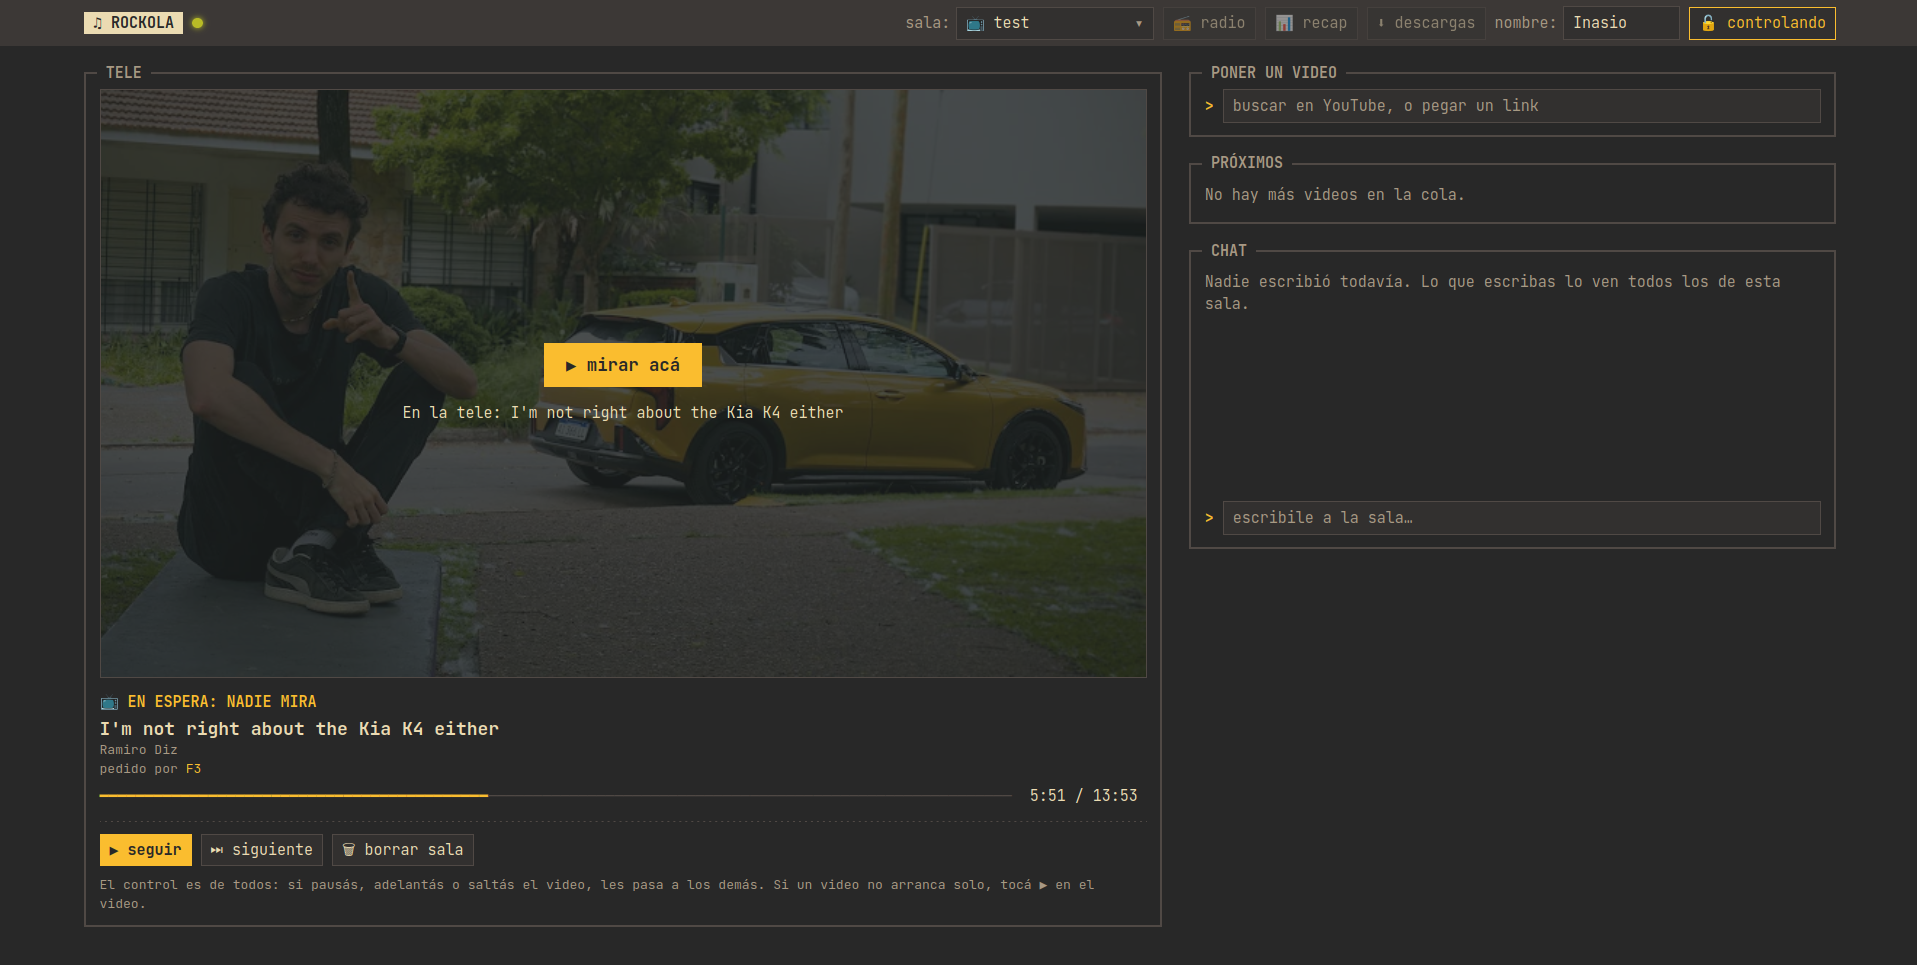 ♫ ROCKOLA
sala: 📺 test ▾ 📻 radio 📊 recap ⬇ descargas nombre: Inasio 🔓 controlando
TELE
▶ mirar acá
En la tele: I'm not right about the Kia K4 either
📺 EN ESPERA: NADIE MIRA
I'm not right about the Kia K4 either
Ramiro Diz
pedido por F3
5:51 / 13:53
▶ seguir ⏭ siguiente 🗑 borrar sala
El control es de todos: si pausás, adelantás o saltás el video, les pasa a los demás. Si un video no arranca solo, tocá ▶ en el
video.
PONER UN VIDEO
> buscar en YouTube, o pegar un link
PRÓXIMOS
No hay más videos en la cola.
CHAT
Nadie escribió todavía. Lo que escribas lo ven todos los de esta
sala.
> escribile a la sala…